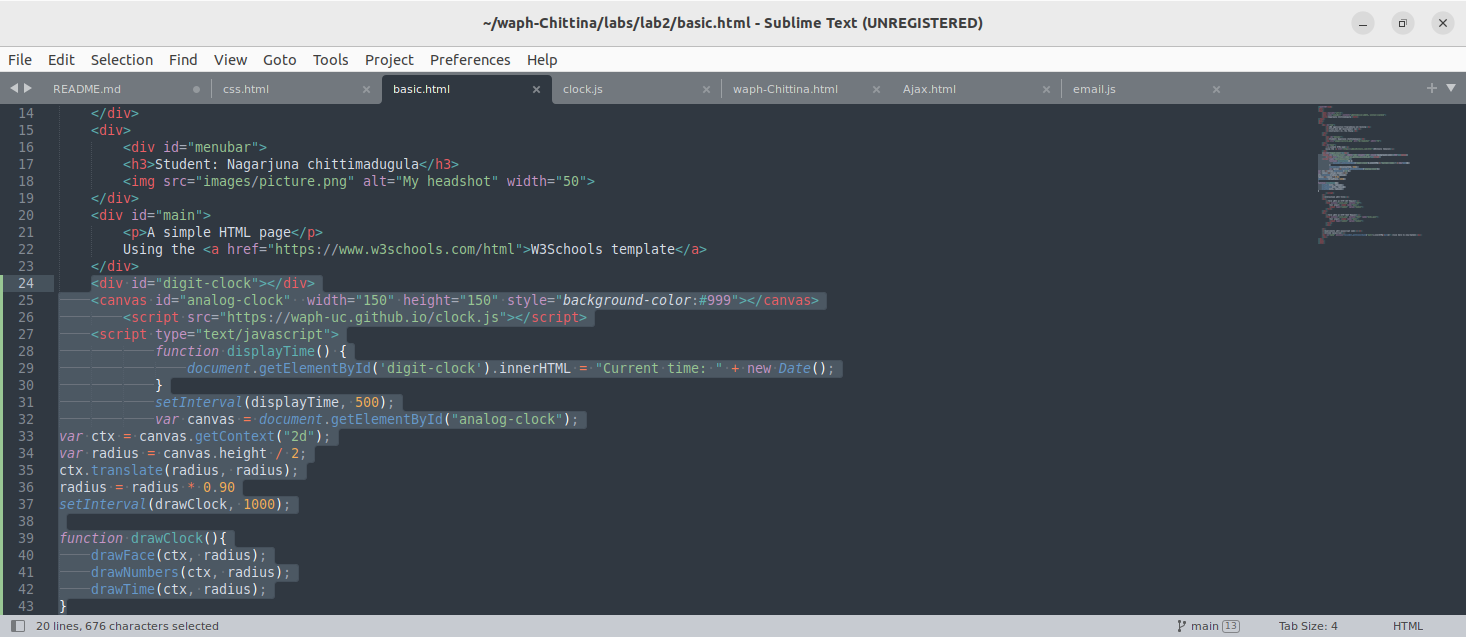 ~/waph-Chittina/labs/lab2/basic.html - Sublime Text (UNREGISTERED)
File Edit Selection Find View Goto Tools Project Preferences Help
README.md css.html basic.html clock.js waph-Chittina.html Ajax.html email.js
14 </div>
15 <div>
16 <div id="menubar">
17 <h3>Student: Nagarjuna chittimadugula</h3>
18 <img src="images/picture.png" alt="My headshot" width="50">
19 </div>
20 <div id="main">
21 <p>A simple HTML page</p>
22 Using the <a href="https://www.w3schools.com/html">W3Schools template</a>
23 </div>
24 <div id="digit-clock"></div>
25 <canvas id="analog-clock"  width="150" height="150" style="background-color:#999"></canvas>
26 <script src="https://waph-uc.github.io/clock.js"></script>
27 <script type="text/javascript">
28 function displayTime() {
29 document.getElementById('digit-clock').innerHTML = "Current time: " + new Date();
30 }
31 setInterval(displayTime, 500);
32 var canvas = document.getElementById("analog-clock");
33 var ctx = canvas.getContext("2d");
34 var radius = canvas.height / 2;
35 ctx.translate(radius, radius);
36 radius = radius * 0.90
37 setInterval(drawClock, 1000);
38
39 function drawClock(){
40 drawFace(ctx, radius);
41 drawNumbers(ctx, radius);
42 drawTime(ctx, radius);
43 }
20 lines, 676 characters selected main 13 Tab Size: 4 HTML